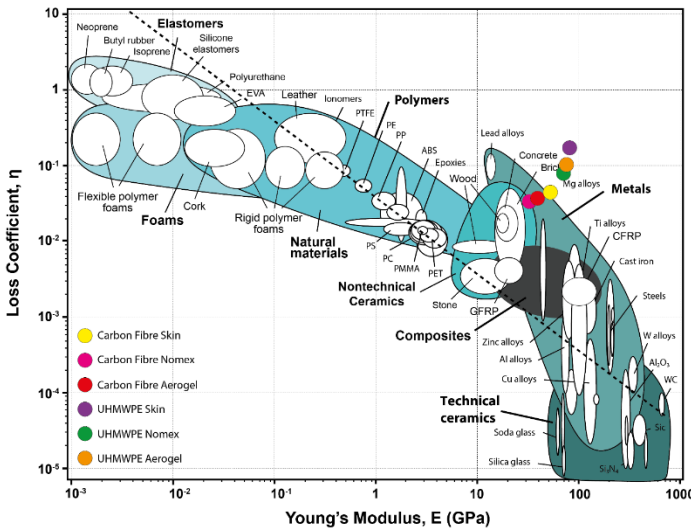 Loss Coefficient, η
10
1
10⁻¹
10⁻²
10⁻³
10⁻⁴
10⁻⁵
Neoprene
Butyl rubber
Isoprene
Elastomers
Silicone
elastomers
Polyurethane
EVA
Leather
Ionomers
PTFE
PE
PP
Polymers
ABS
Epoxies
Lead alloys
Concrete
Brick
Mg alloys
Wood
Metals
Flexible polymer
foams
Foams
Cork
Rigid polymer
foams
Natural
materials
PS
PC
PMMA
PET
Nontechnical
Ceramics
Stone
GFRP
Composites
Ti alloys
CFRP
Cast iron
Steels
Zinc alloys
Al alloys
Cu alloys
W alloys
Al₂O₃
WC
Technical
ceramics
Soda glass
Silica glass
Sic
Si₃N₄
Carbon Fibre Skin
Carbon Fibre Nomex
Carbon Fibre Aerogel
UHMWPE Skin
UHMWPE Nomex
UHMWPE Aerogel
10⁻³
10⁻²
10⁻¹
1
10
100
1000
Young's Modulus, E (GPa)